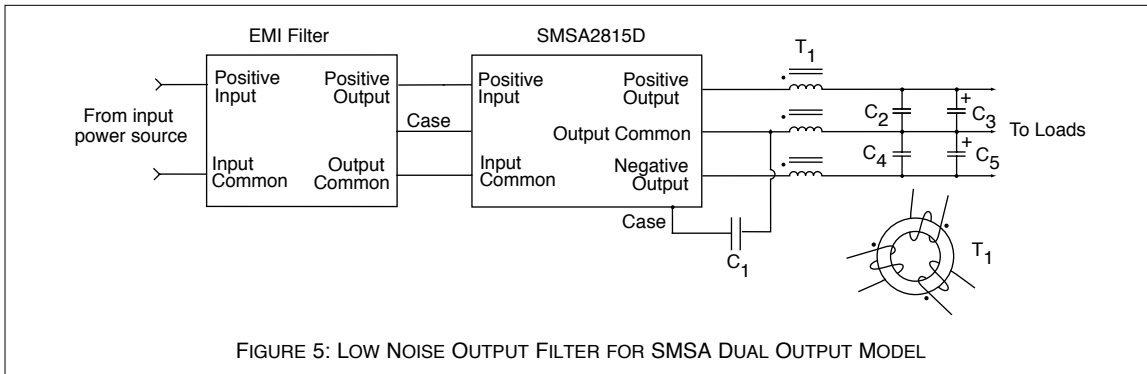 EMI Filter
SMSA2815D
T1
Positive Input
Positive Output
Positive Input
Positive Output
From input power source
Case
Output Common
C2
C3
+
To Loads
C4
C5
+
Input Common
Output Common
Input Common
Negative Output
Case
C1
T1
FIGURE 5: LOW NOISE OUTPUT FILTER FOR SMSA DUAL OUTPUT MODEL